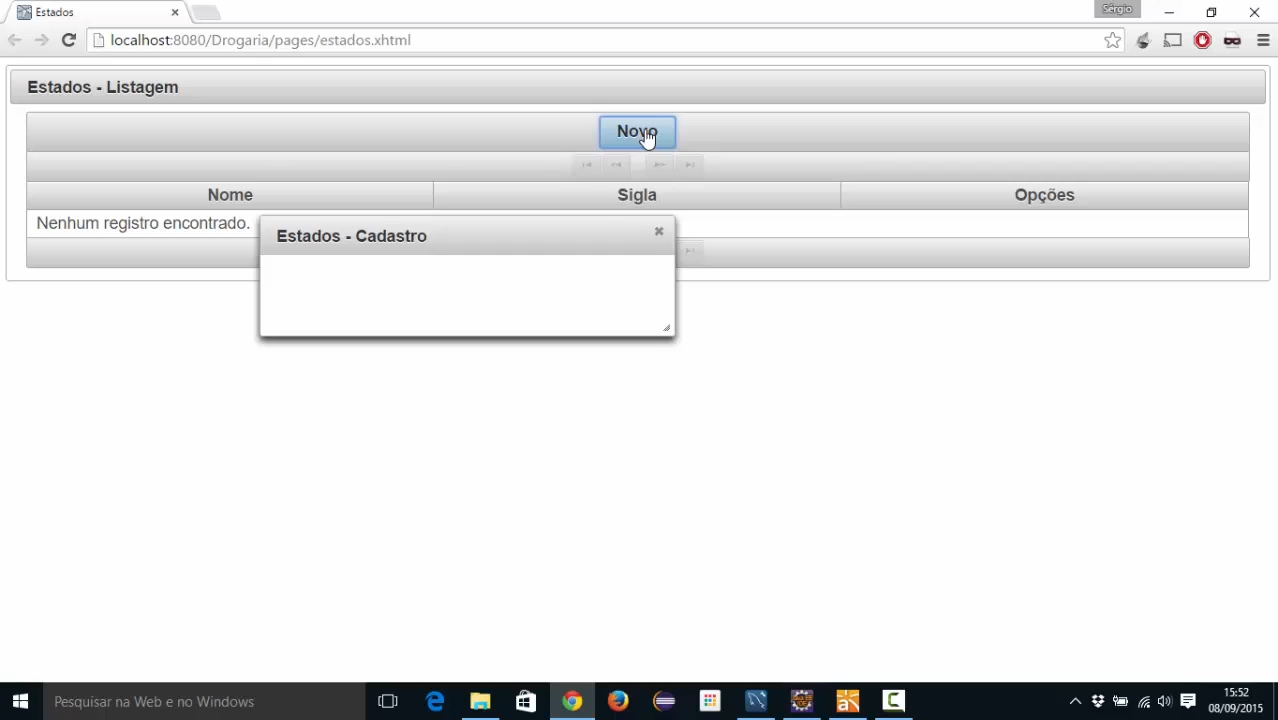 Estados
Sérgio
localhost:8080/Drogaria/pages/estados.xhtml
Estados - Listagem
Novo
Nome Sigla Opções
Nenhum registro encontrado.
Estados - Cadastro
Pesquisar na Web e no Windows
15:52
08/09/2015